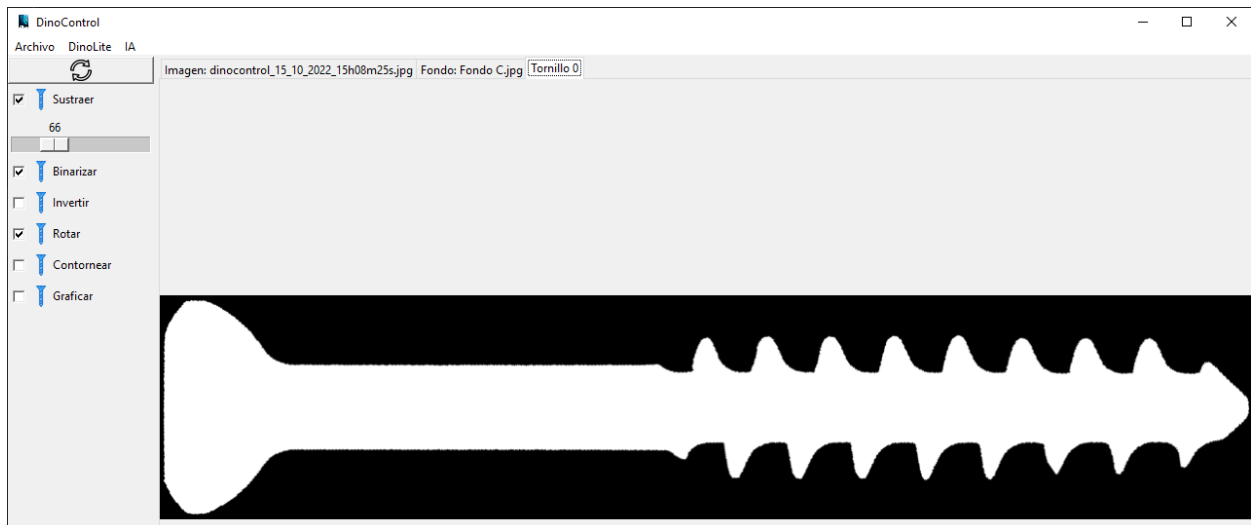 DinoControl
Archivo DinoLite IA
Imagen: dinocontrol_15_10_2022_15h08m25s.jpg Fondo: Fondo C.jpg Tornillo 0
Sustraer
66
Binarizar
Invertir
Rotar
Contornear
Graficar